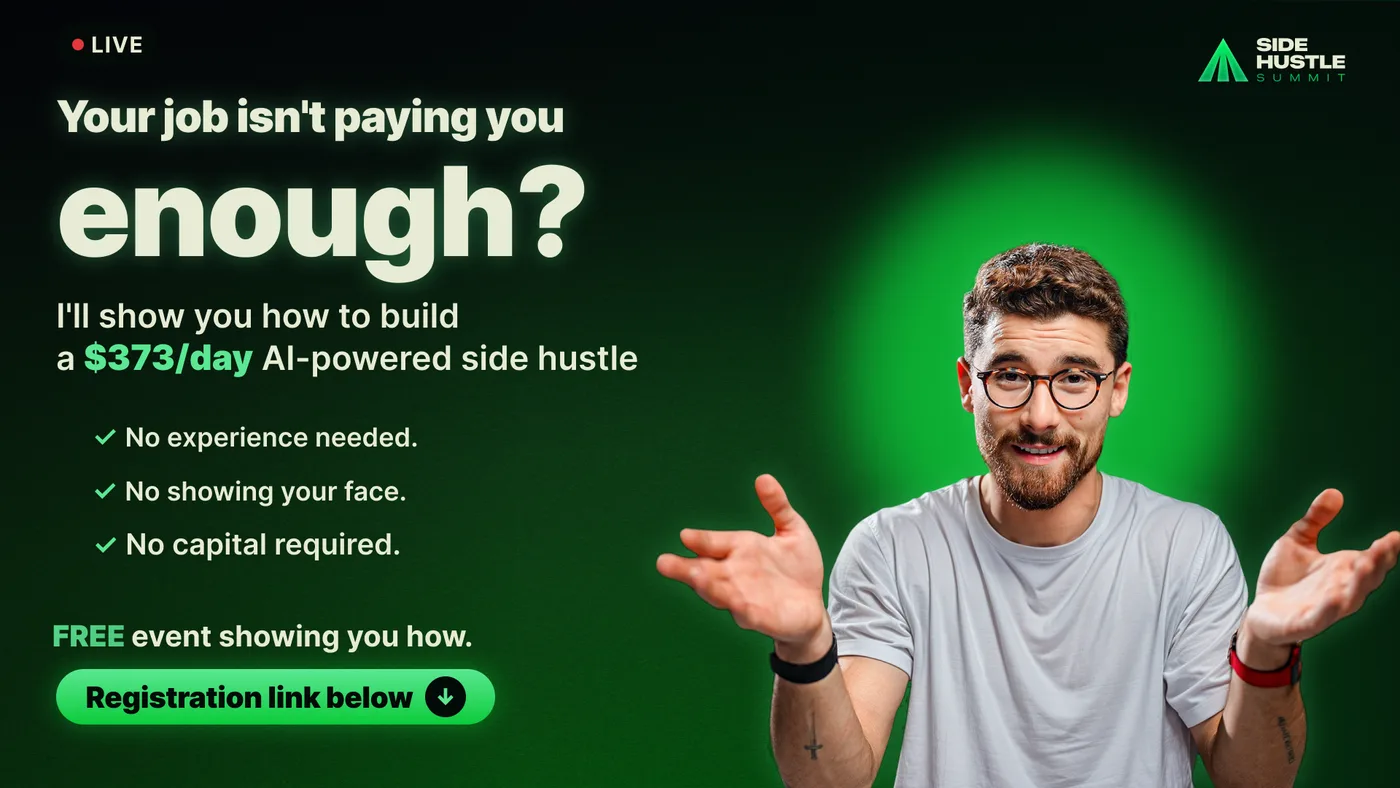 LIVE
SIDE
HUSTLE
SUMMIT
Your job isn't paying you
enough?
I'll show you how to build
a $373/day AI-powered side hustle
No experience needed.
No showing your face.
No capital required.
FREE event showing you how.
Registration link below